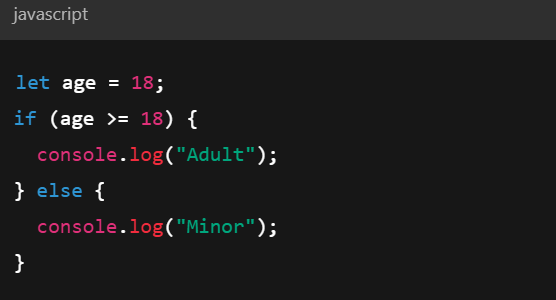 javascript
let age = 18;
if (age >= 18) {
  console.log("Adult");
} else {
  console.log("Minor");
}